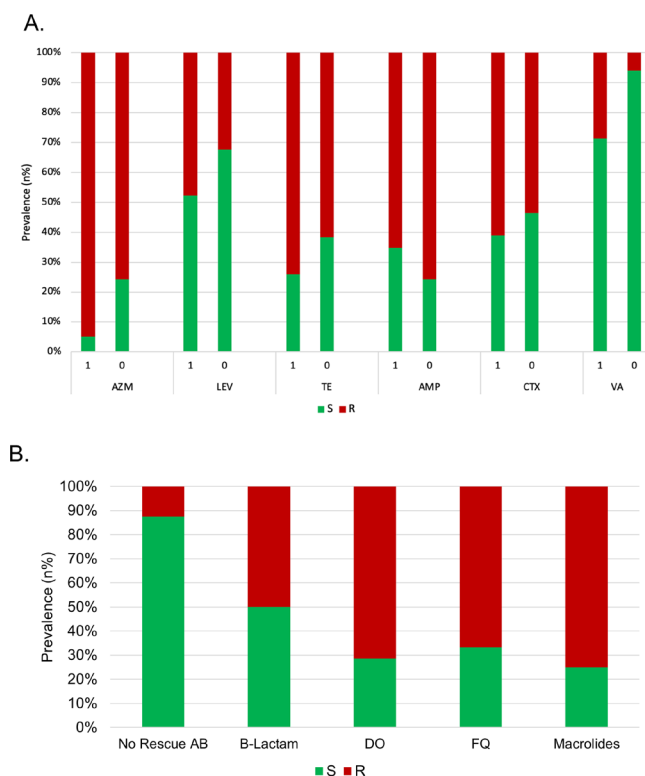 A.
100%
90%
80%
70%
60%
50%
40%
30%
20%
10%
0%
Prevalence (n%)
1 0 1 0 1 0 1 0 1 0 1 0
AZM LEV TE AMP CTX VA
S R
B.
100%
90%
80%
70%
60%
50%
40%
30%
20%
10%
0%
Prevalence (n%)
No Rescue AB B-Lactam DO FQ Macrolides
S R